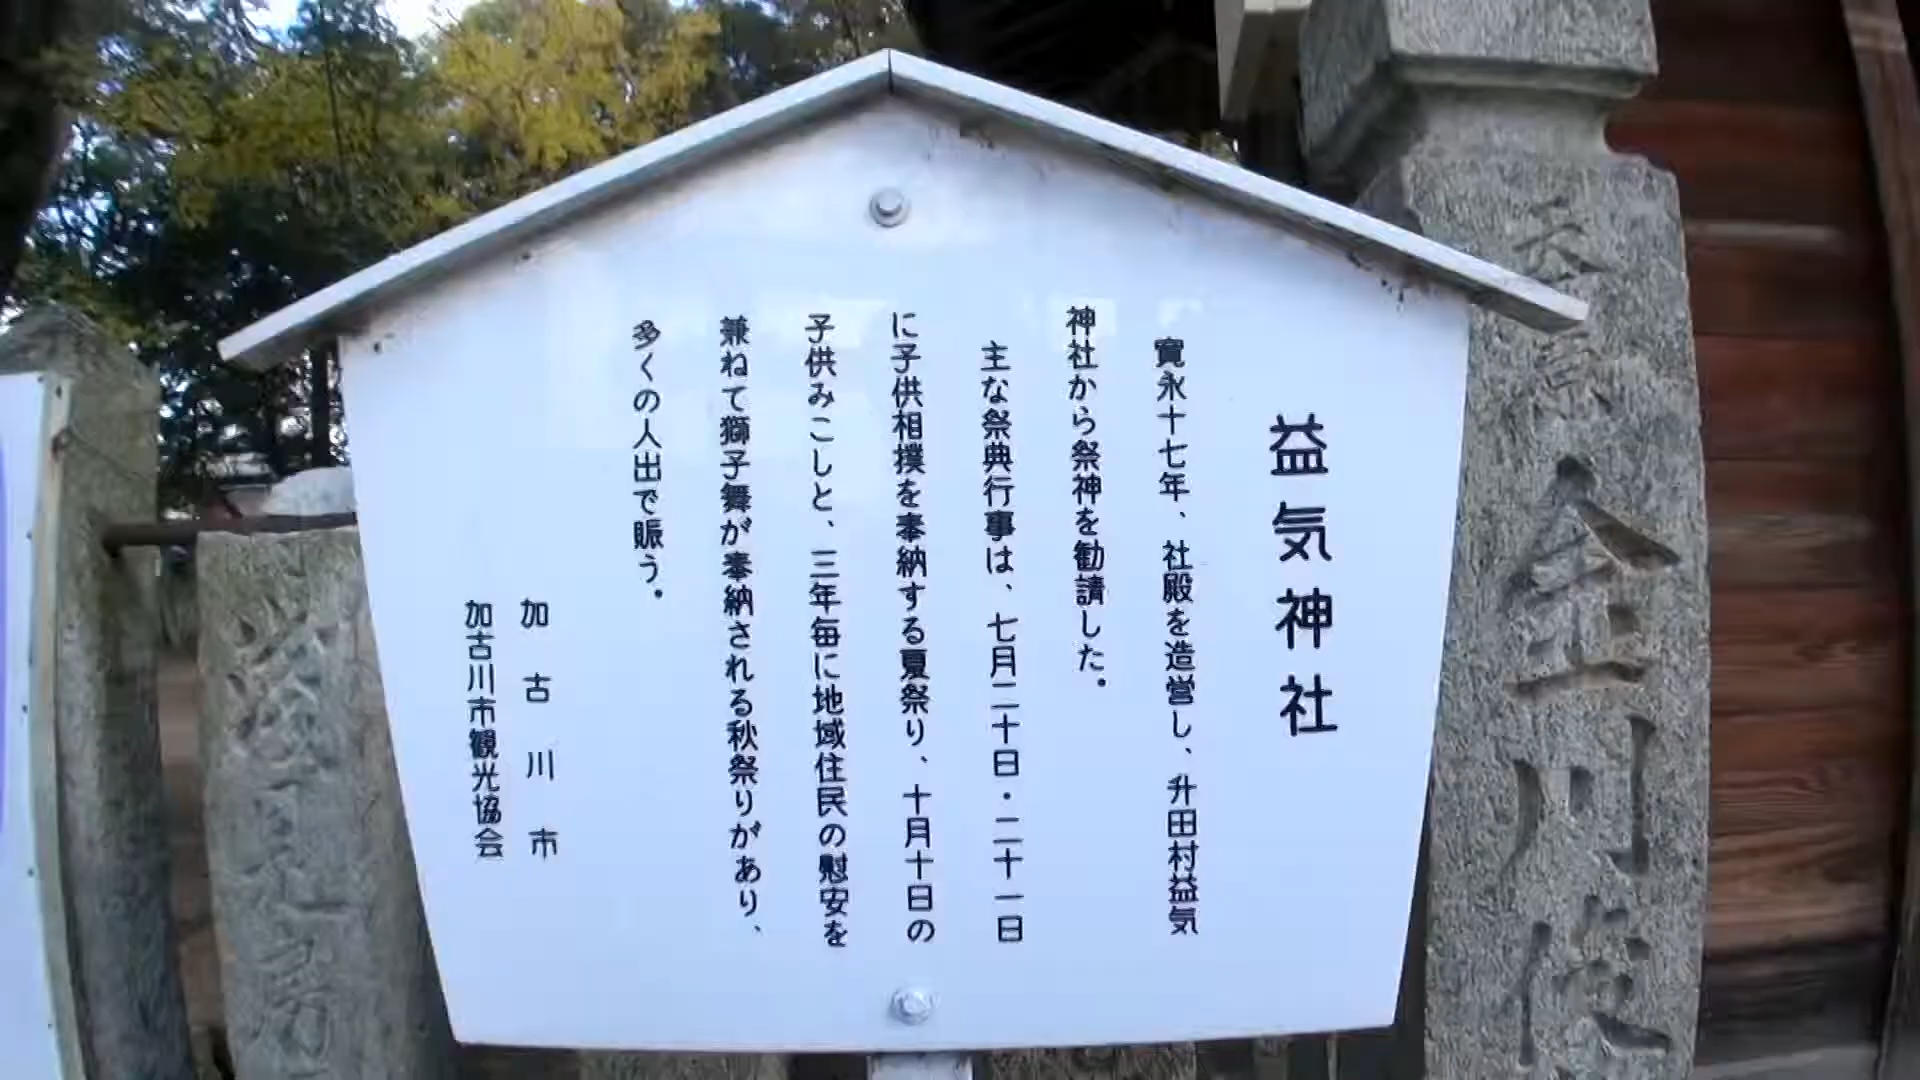 益気神社
寛永十七年、社殿を造営し、升田村益気
神社から祭神を勧請した。
主な祭典行事は、七月二十日・二十一日
に子供相撲を奉納する夏祭り、十月十日の
子供みこしと、三年毎に地域住民の慰安を
兼ねて獅子舞が奉納される秋祭りがあり、
多くの人出で賑う。
加古川市
加古川市観光協会